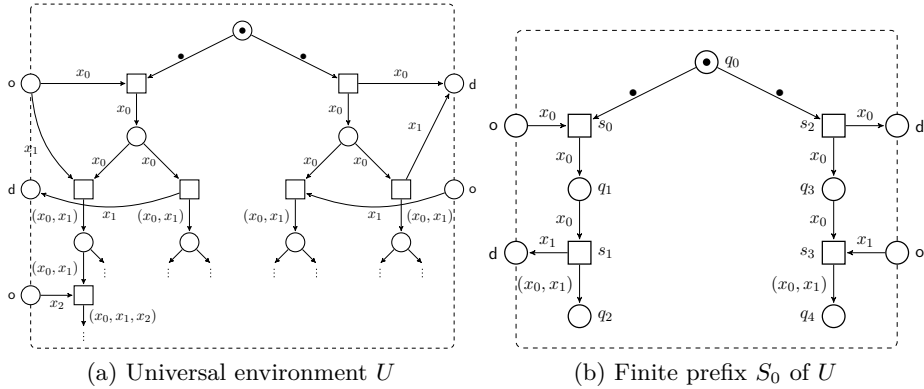 •
•
•
o
x₀
x₀
d
x₀
x₀
x₁
x₀
x₀
x₀
x₀
x₁
d
o
(x₀, x₁)
x₁
(x₀, x₁)
(x₀, x₁)
x₁
(x₀, x₁)
(x₀, x₁)
o
x₂
(x₀, x₁, x₂)
(a) Universal environment U
• q₀
•
•
o
x₀
s₀
s₂
x₀
d
x₀
x₀
q₁
q₃
x₀
x₀
d
x₁
s₁
s₃
x₁
o
(x₀, x₁)
(x₀, x₁)
q₂
q₄
(b) Finite prefix S₀ of U